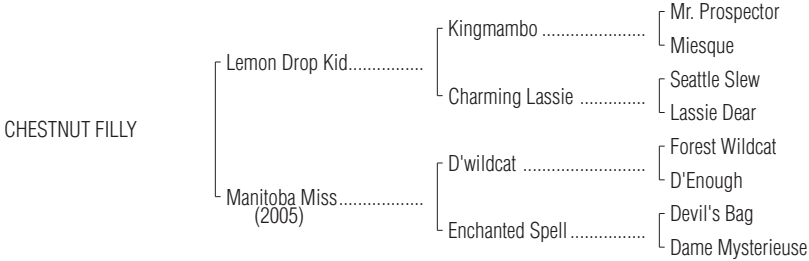 Mr. Prospector
Kingmambo ......................
Miesque
Lemon Drop Kid................
Seattle Slew
Charming Lassie ..............
Lassie Dear
CHESTNUT FILLY
Forest Wildcat
D'wildcat ..........................
D'Enough
Manitoba Miss..................
(2005)
Devil's Bag
Enchanted Spell................
Dame Mysterieuse